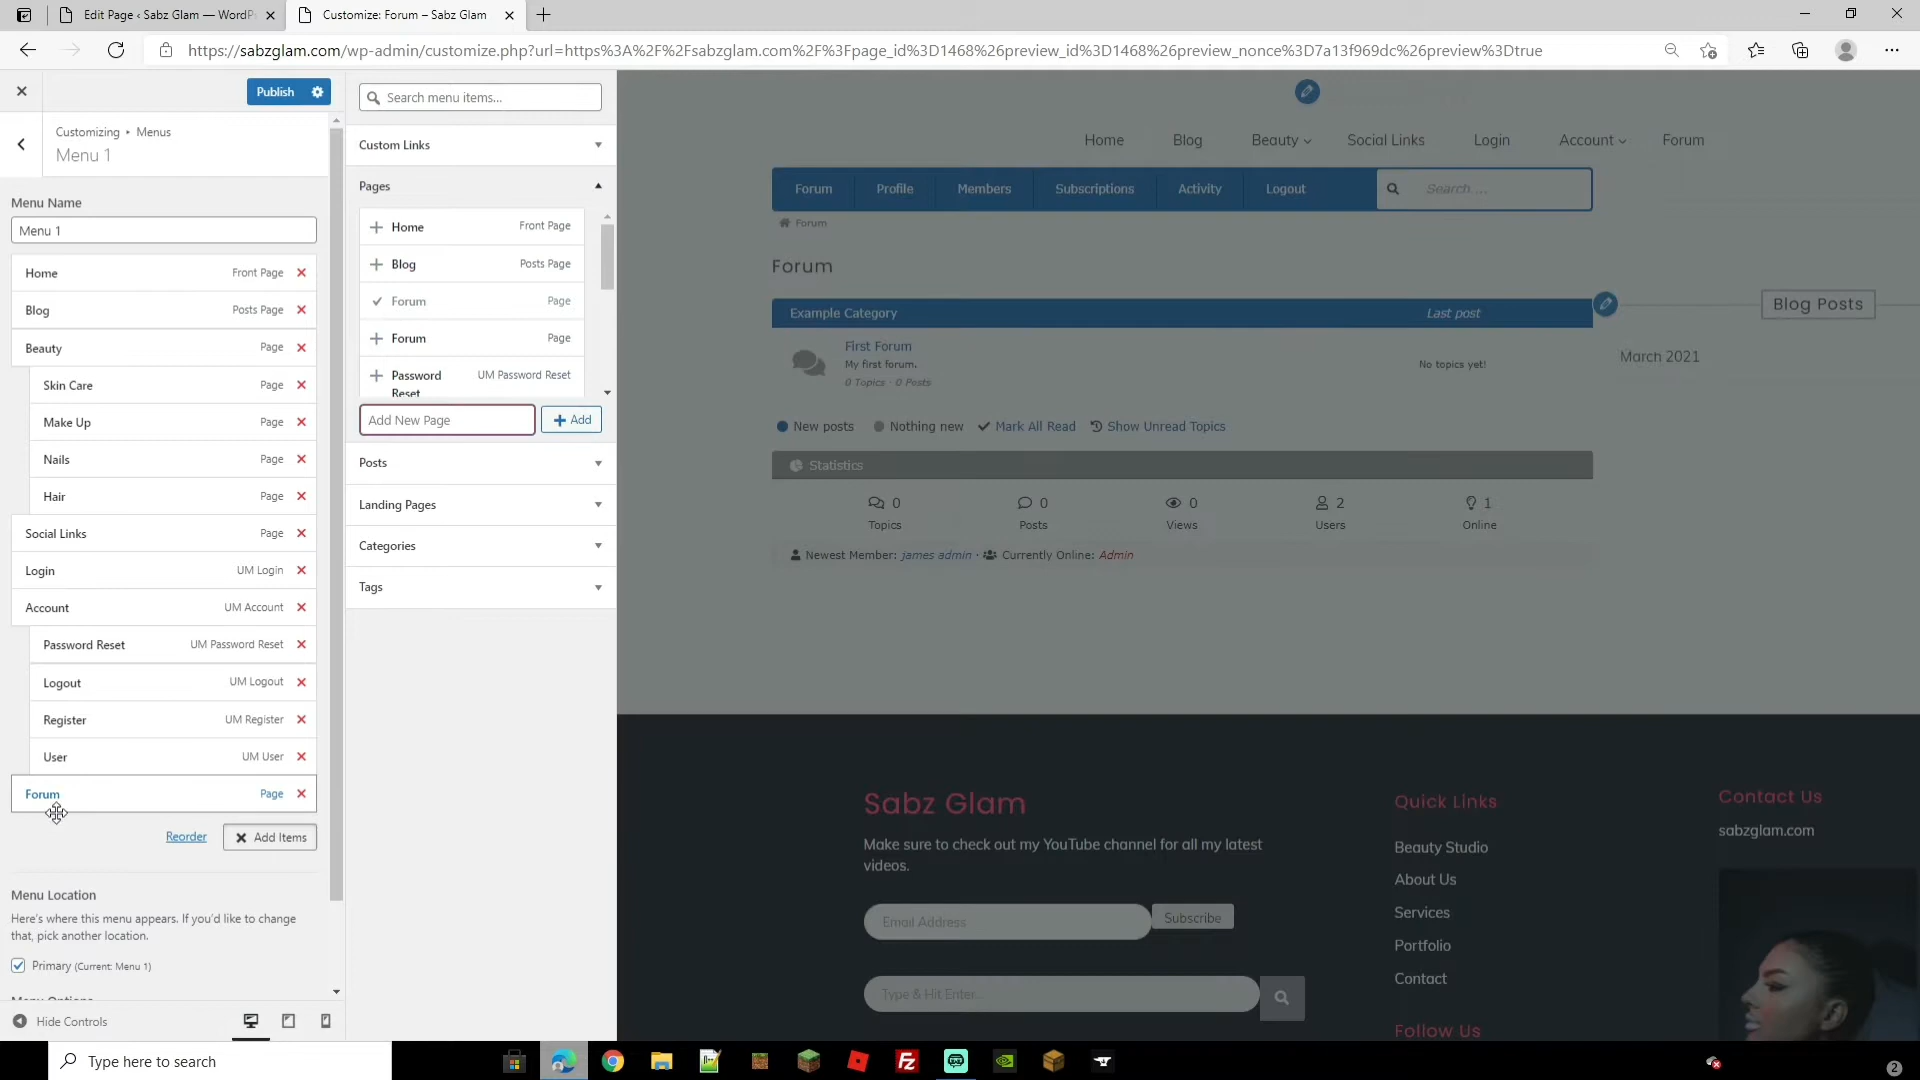 Edit Page ‹ Sabz Glam — WordP
Customize: Forum – Sabz Glam
https://sabzglam.com/wp-admin/customize.php?url=https%3A%2F%2Fsabzglam.com%2F%3Fpage_id%3D1468%26preview_id%3D1468%26preview_nonce%3D7a13f969dc%26preview%3Dtrue
Publish
Customizing ▸ Menus
Menu 1
Menu Name
Menu 1
Home Front Page
Blog Posts Page
Beauty Page
Skin Care Page
Make Up Page
Nails Page
Hair Page
Social Links Page
Login UM Login
Account UM Account
Password Reset UM Password Reset
Logout UM Logout
Register UM Register
User UM User
Forum Page
Reorder Add Items
Menu Location
Here's where this menu appears. If you'd like to change
that, pick another location.
Primary (Current: Menu 1)
Menu Options
Hide Controls
Search menu items...
Custom Links
Pages
Home Front Page
Blog Posts Page
Forum Page
Forum Page
Password UM Password Reset
Reset
Add New Page Add
Posts
Landing Pages
Categories
Tags
Home Blog Beauty Social Links Login Account Forum
Forum Profile Members Subscriptions Activity Logout Search ...
Forum
Forum
Example Category Last post
First Forum
My first forum. No topics yet!
0 Topics · 0 Posts
New posts Nothing new Mark All Read Show Unread Topics
Statistics
0 0 0 2 1
Topics Posts Views Users Online
Newest Member: james admin · Currently Online: Admin
Blog Posts
March 2021
Sabz Glam
Make sure to check out my YouTube channel for all my latest
videos.
Email Address Subscribe
Type & Hit Enter...
Quick Links
Beauty Studio
About Us
Services
Portfolio
Contact
Follow Us
Contact Us
sabzglam.com
Type here to search
2